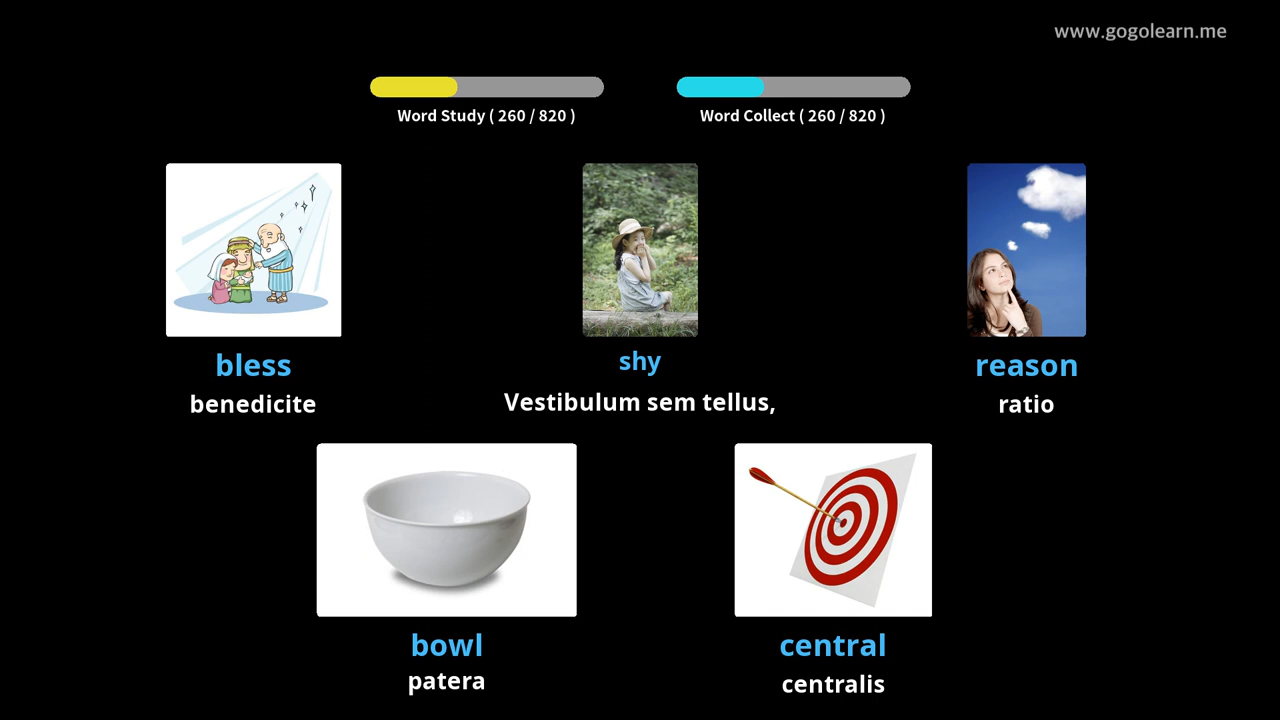 www.gogolearn.me
Word Study ( 260 / 820 )
Word Collect ( 260 / 820 )
bless
benedicite
shy
Vestibulum sem tellus,
reason
ratio
bowl
patera
central
centralis